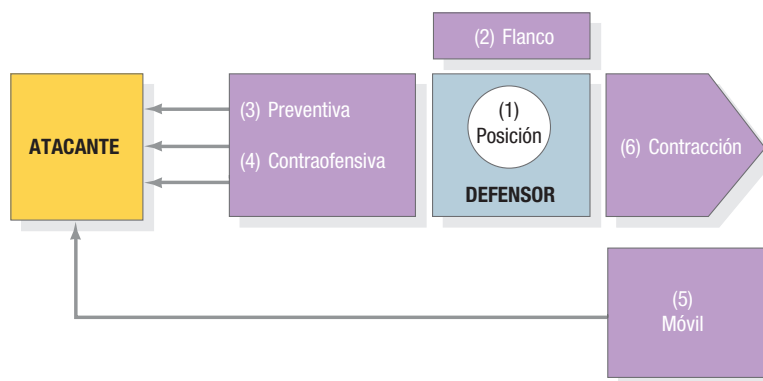 (2) Flanco
ATACANTE
(3) Preventiva
(4) Contraofensiva
(1)
Posición
DEFENSOR
(6) Contracción
(5)
Móvil